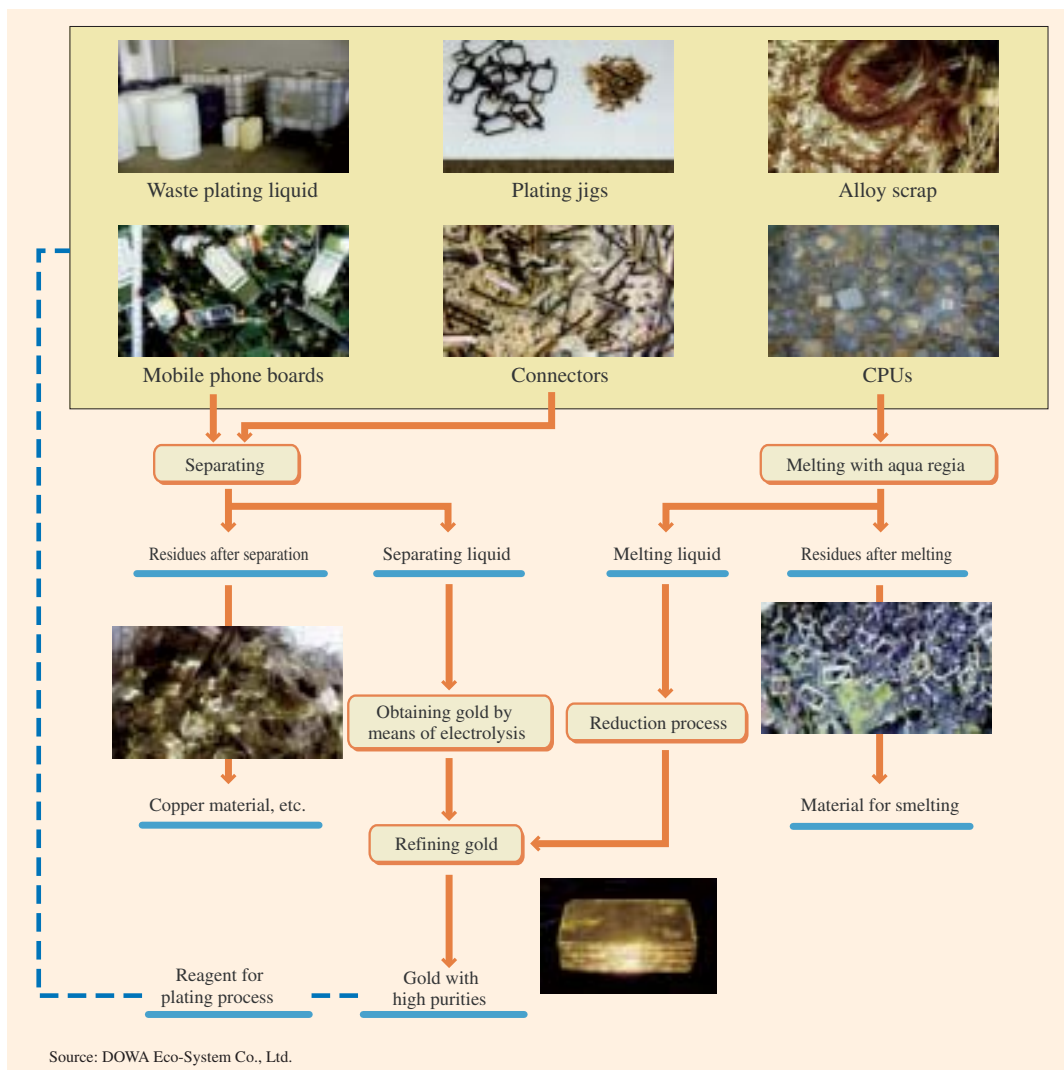 Waste plating liquid
Plating jigs
Alloy scrap
Mobile phone boards
Connectors
CPUs
Separating
Melting with aqua regia
Residues after separation
Separating liquid
Melting liquid
Residues after melting
Obtaining gold by
means of electrolysis
Reduction process
Copper material, etc.
Material for smelting
Refining gold
Reagent for
plating process
Gold with
high purities
Source: DOWA Eco-System Co., Ltd.